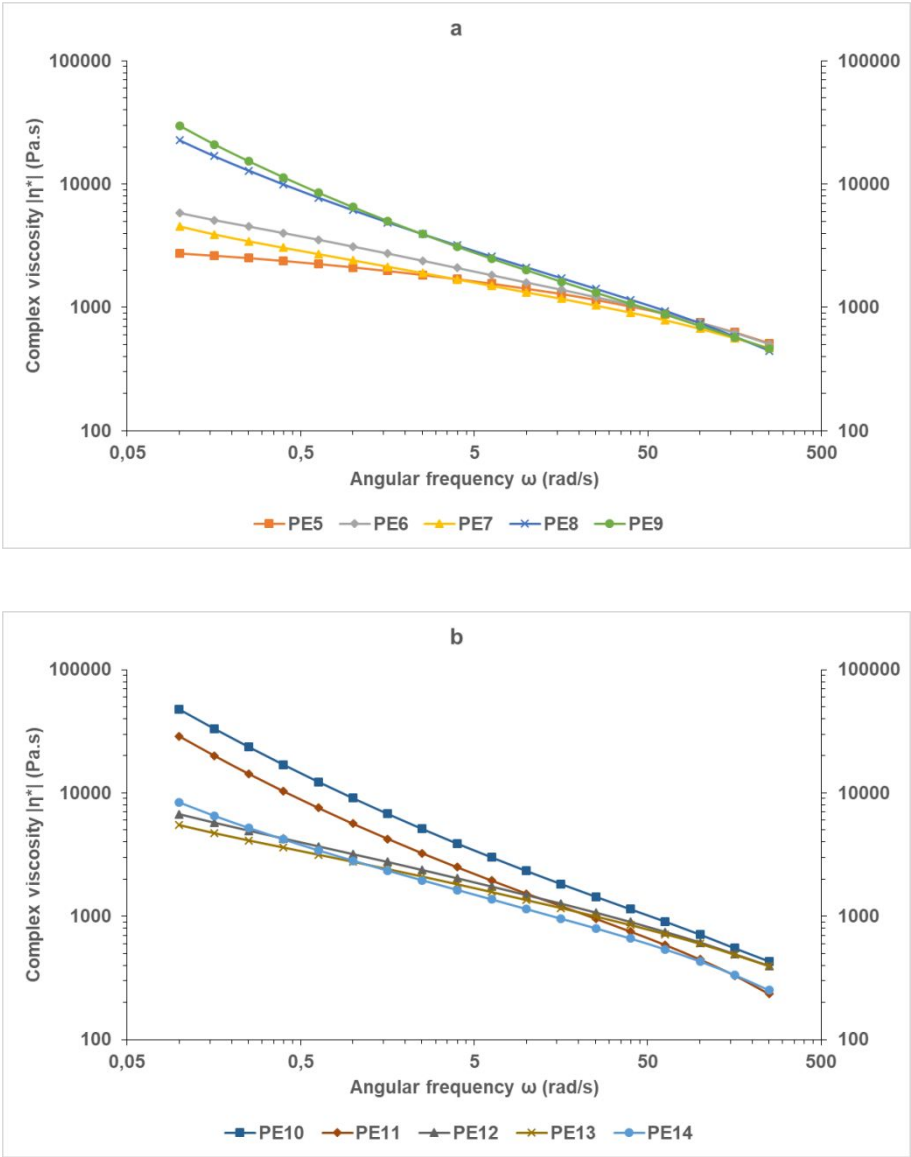 a
100000 100000
10000 10000
1000 1000
100 100
0,05 0,5 5 50 500
Complex viscosity |η*| (Pa.s)
Angular frequency ω (rad/s)
PE5 PE6 PE7 PE8 PE9
b
100000 100000
10000 10000
1000 1000
100 100
0,05 0,5 5 50 500
Complex viscosity |η*| (Pa.s)
Angular frequency ω (rad/s)
PE10 PE11 PE12 PE13 PE14